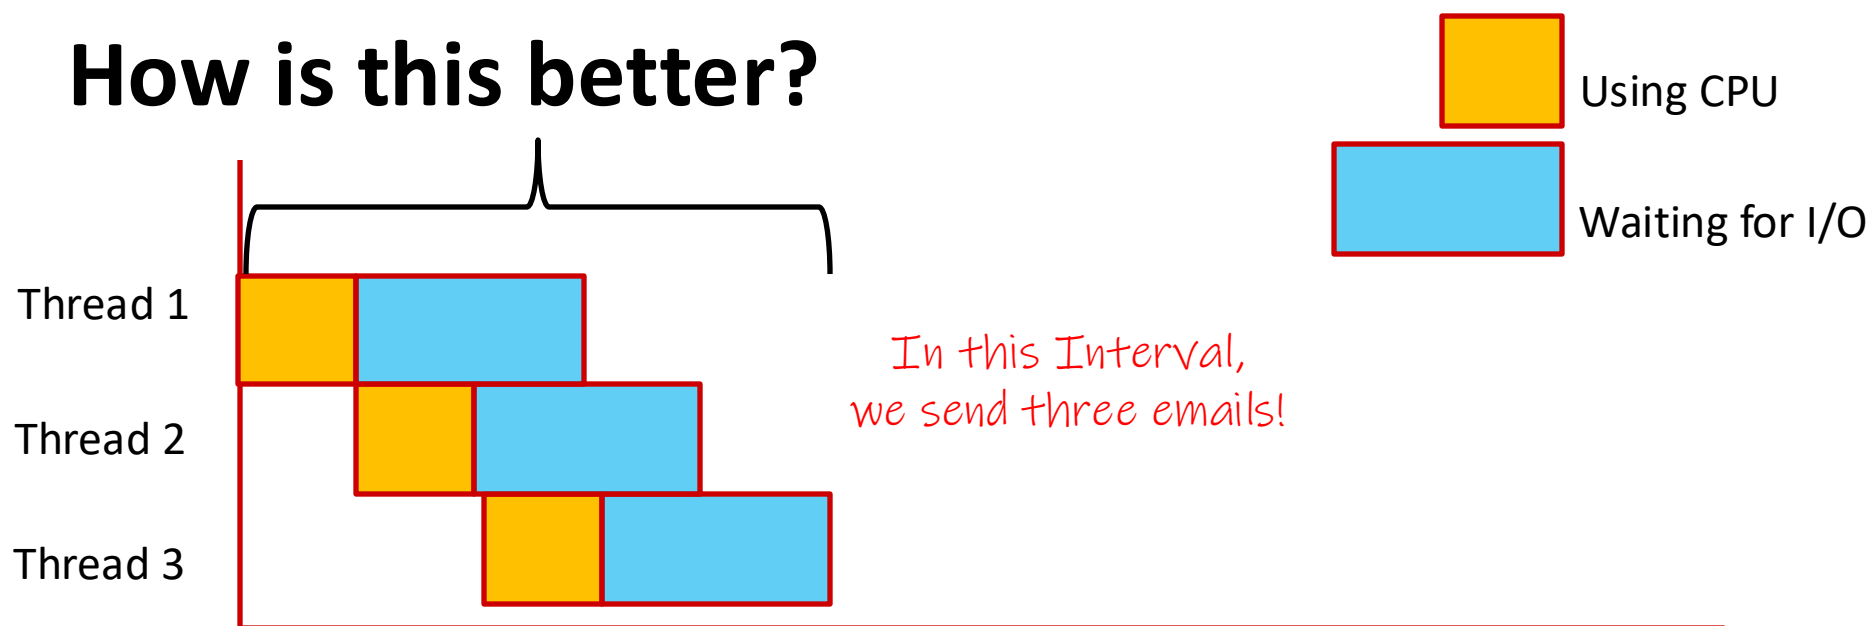 How is this better?
Using CPU
Waiting for I/O
Thread 1
In this Interval,
we send three emails!
Thread 2
Thread 3